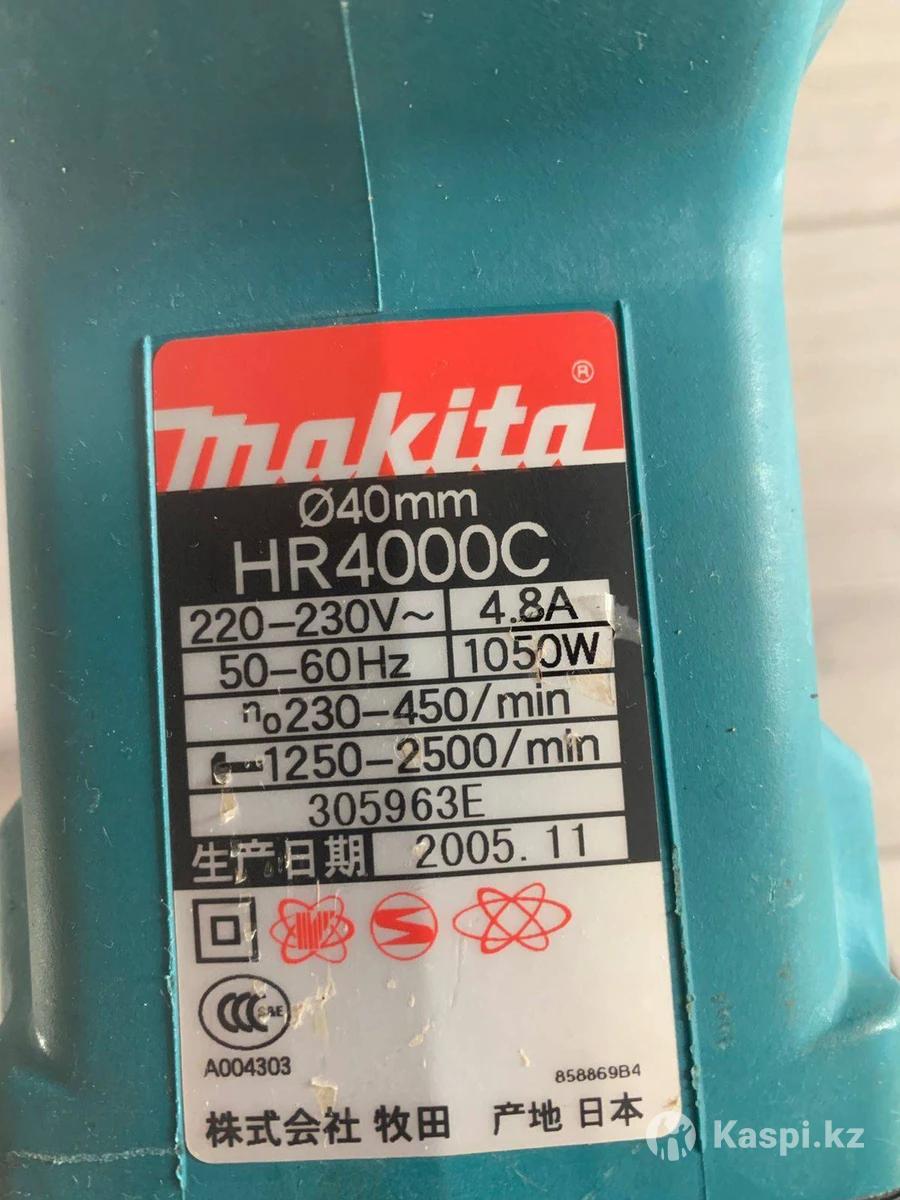 makita®
Ø40mm
HR4000C
220-230V~ 4.8A
50-60Hz 1050W
n₀230-450/min
1250-2500/min
305963E
生产日期 2005.11
CCC S&E
A004303
858869B4
株式会社 牧田 产地 日本
Kaspi.kz